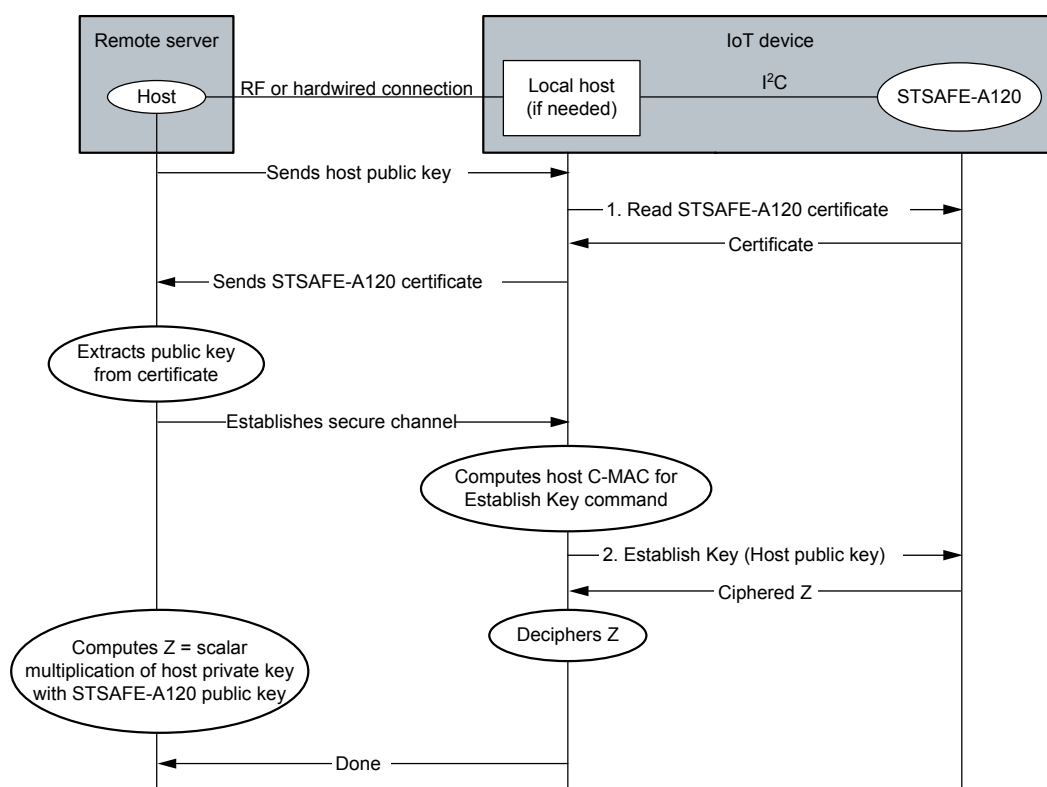 Remote server
IoT device
Host
RF or hardwired connection
Local host
(if needed)
I²C
STSAFE-A120
Sends host public key
1. Read STSAFE-A120 certificate
Certificate
Sends STSAFE-A120 certificate
Extracts public key
from certificate
Establishes secure channel
Computes host C-MAC for
Establish Key command
2. Establish Key (Host public key)
Ciphered Z
Deciphers Z
Computes Z = scalar
multiplication of host private key
with STSAFE-A120 public key
Done